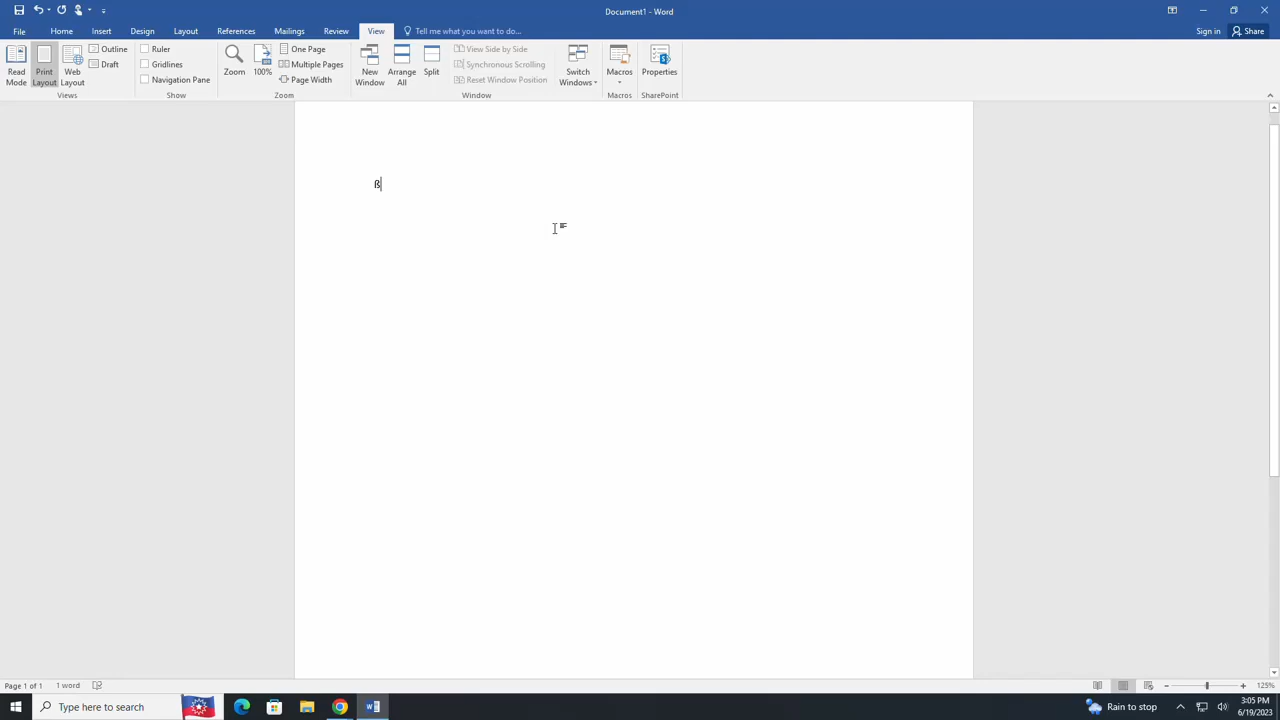 Document1 - Word
File Home Insert Design Layout References Mailings Review View Tell me what you want to do... Sign in Share
Read Mode
Print Layout
Web Layout
Outline
Draft
Views
Ruler
Gridlines
Navigation Pane
Show
Zoom
100%
One Page
Multiple Pages
Page Width
Zoom
New Window
Arrange All
Split
View Side by Side
Synchronous Scrolling
Reset Window Position
Window
Switch Windows
Macros
Macros
Properties
SharePoint
ß
Page 1 of 1 1 word 125%
Type here to search Rain to stop 3:05 PM
6/19/2023